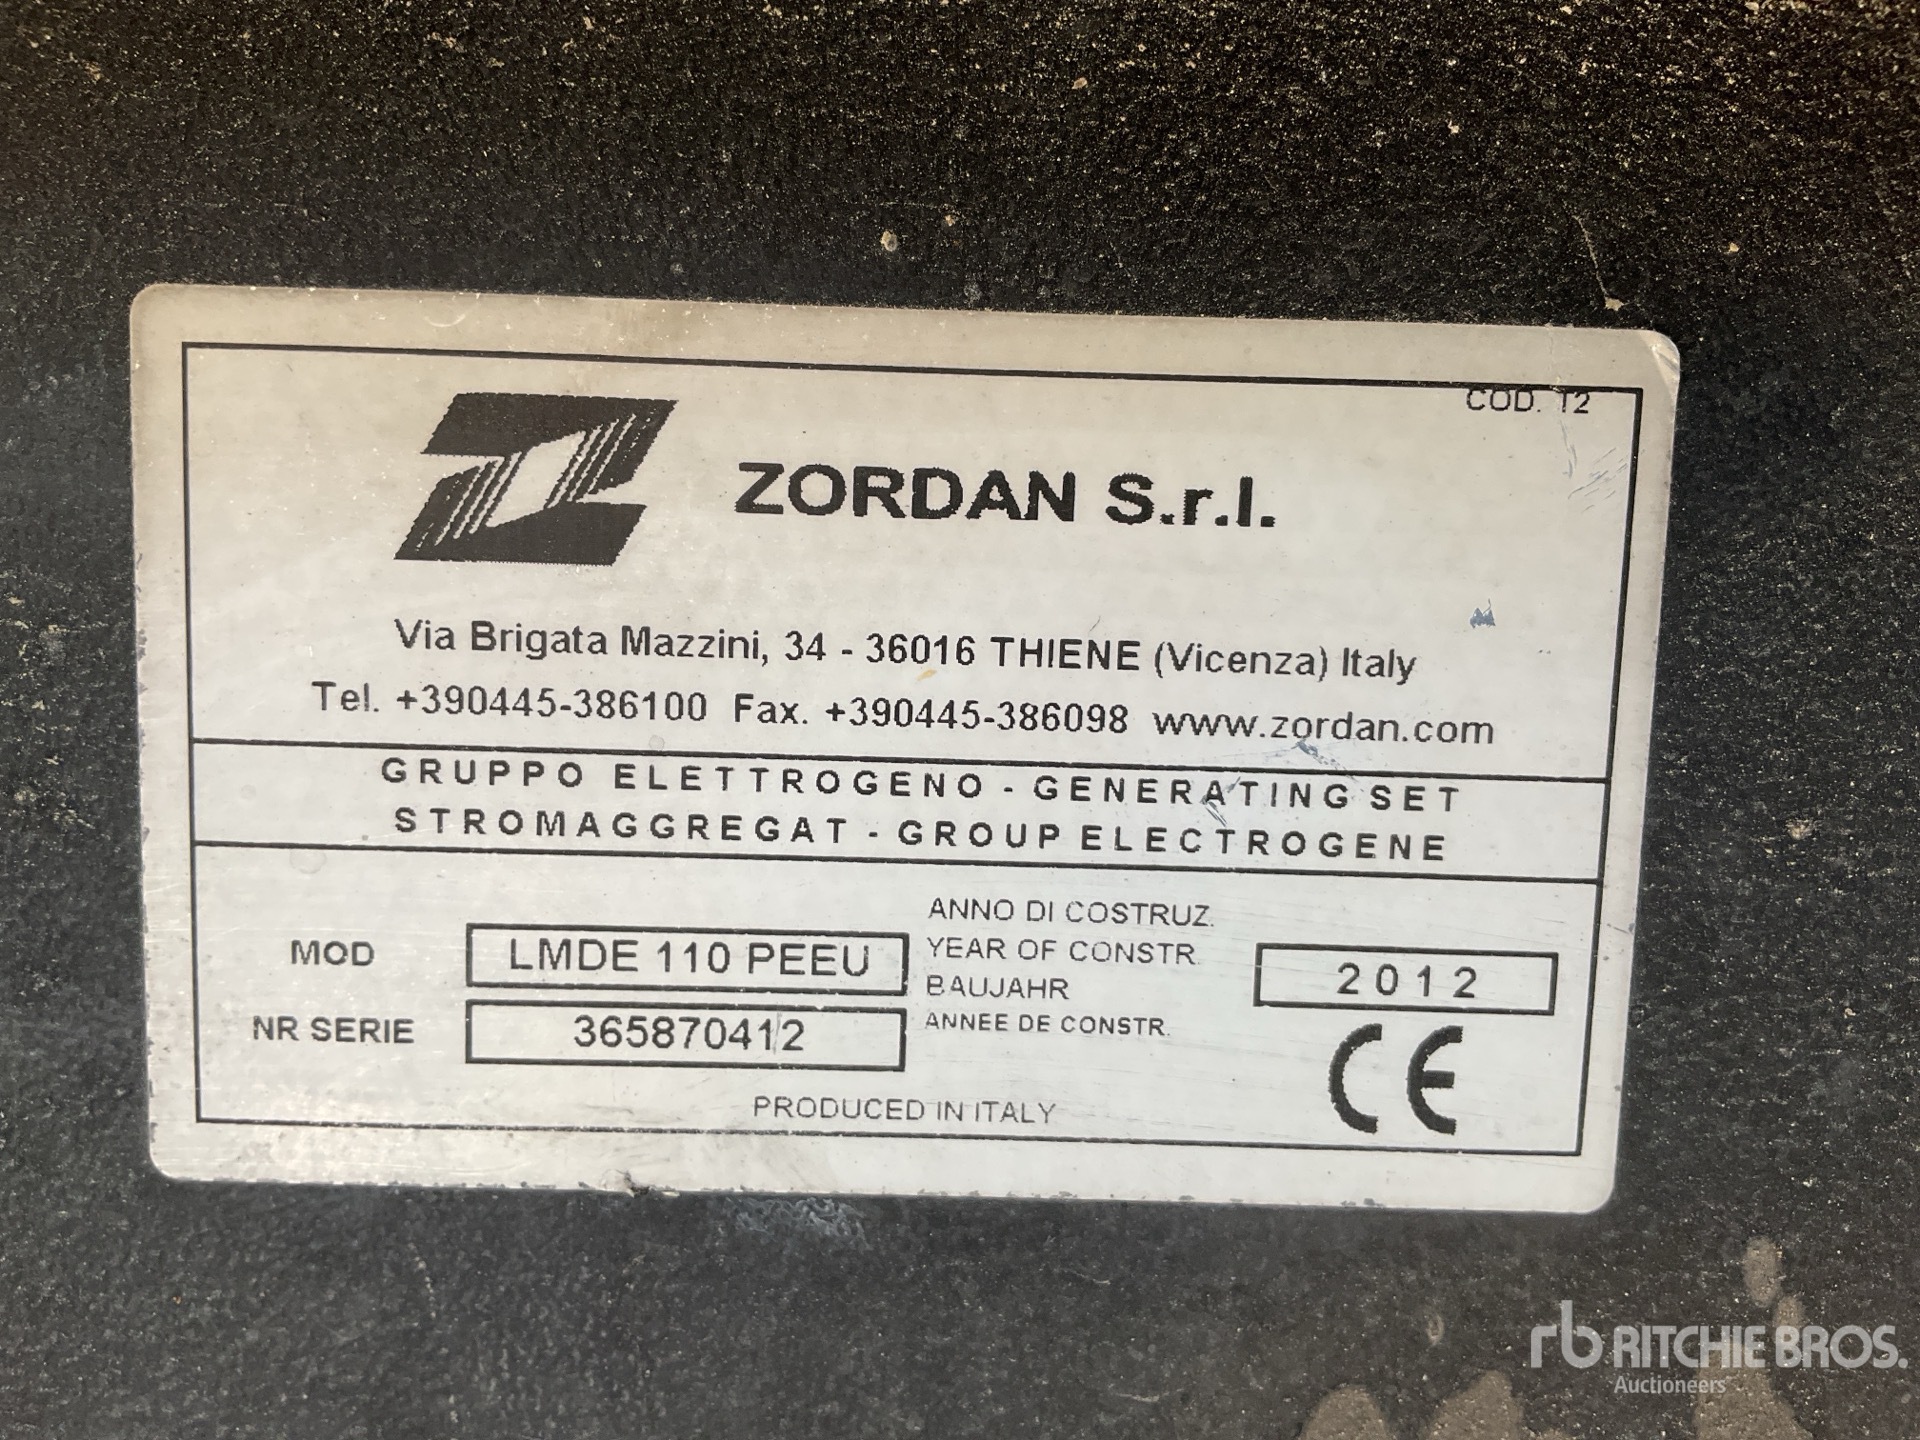 COD. T2
ZORDAN S.r.l.
Via Brigata Mazzini, 34 - 36016 THIENE (Vicenza) Italy
Tel. +390445-386100 Fax. +390445-386098 www.zordan.com
GRUPPO ELETTROGENO - GENERATING SET
STROMAGGREGAT - GROUP ELECTROGENE
MOD LMDE 110 PEEU
NR SERIE 365870412
ANNO DI COSTRUZ.
YEAR OF CONSTR.
BAUJAHR
ANNEE DE CONSTR.
2012
CE
PRODUCED IN ITALY
rb RITCHIE BROS.
Auctioneers